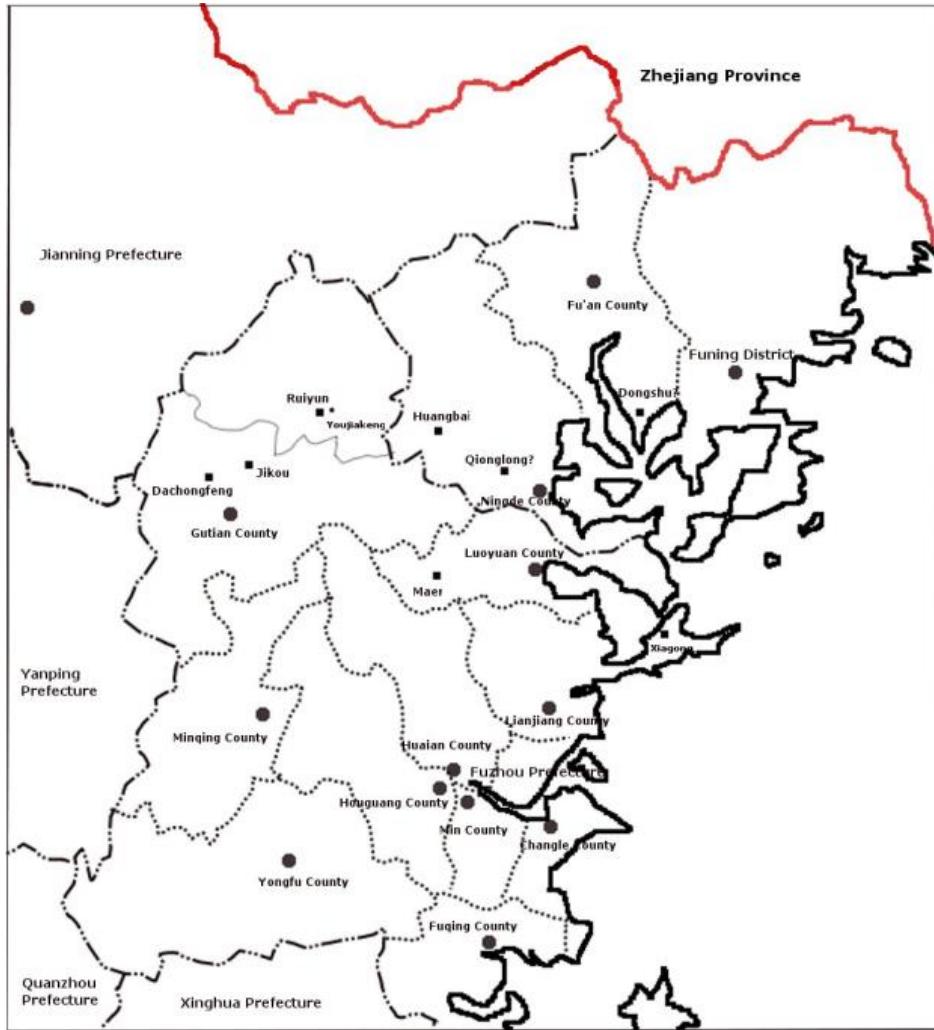 Zhejiang Province
Jianning Prefecture
Fu'an County
Funing District
Ruiyun
Youjiakeng
Huangbai
Dongshu?
Jikou
Dachongfeng
Qionglong?
Ningde County
Gutian County
Luoyuan County
Maer
Xiagong
Yanping
Prefecture
Minqing County
Lianjiang County
Huaian County
Fuzhou Prefecture
Houguang County
Min County
Changle County
Yongfu County
Fuqing County
Quanzhou
Prefecture
Xinghua Prefecture